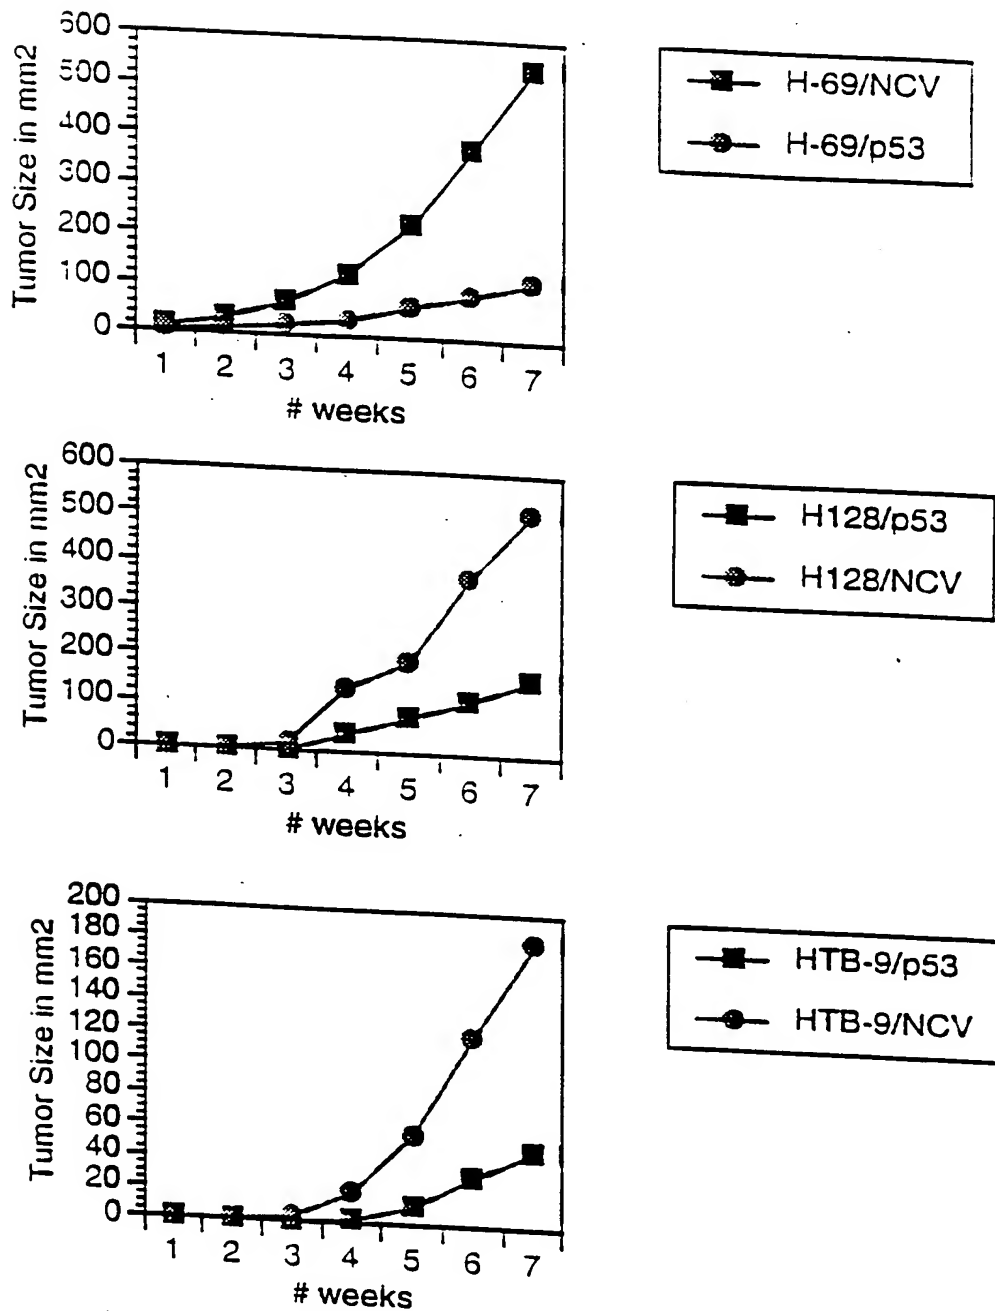 600
500
400
300
200
100
0
Tumor Size in mm2
1 2 3 4 5 6 7
# weeks
H-69/NCV
H-69/p53
600
500
400
300
200
100
0
Tumor Size in mm2
1 2 3 4 5 6 7
# weeks
H128/p53
H128/NCV
200
180
160
140
120
100
80
60
40
20
0
Tumor Size in mm2
1 2 3 4 5 6 7
# weeks
HTB-9/p53
HTB-9/NCV